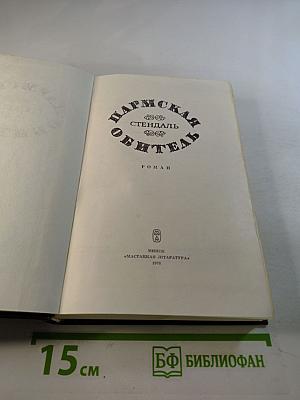 ПАРМСКАЯ
СТЕНДАЛЬ
ОБИТЕЛЬ
РОМАН
МИНСК
«МАСТАЦКАЯ ЛІТАРАТУРА»
15 см
БФ БИБЛИОФАН